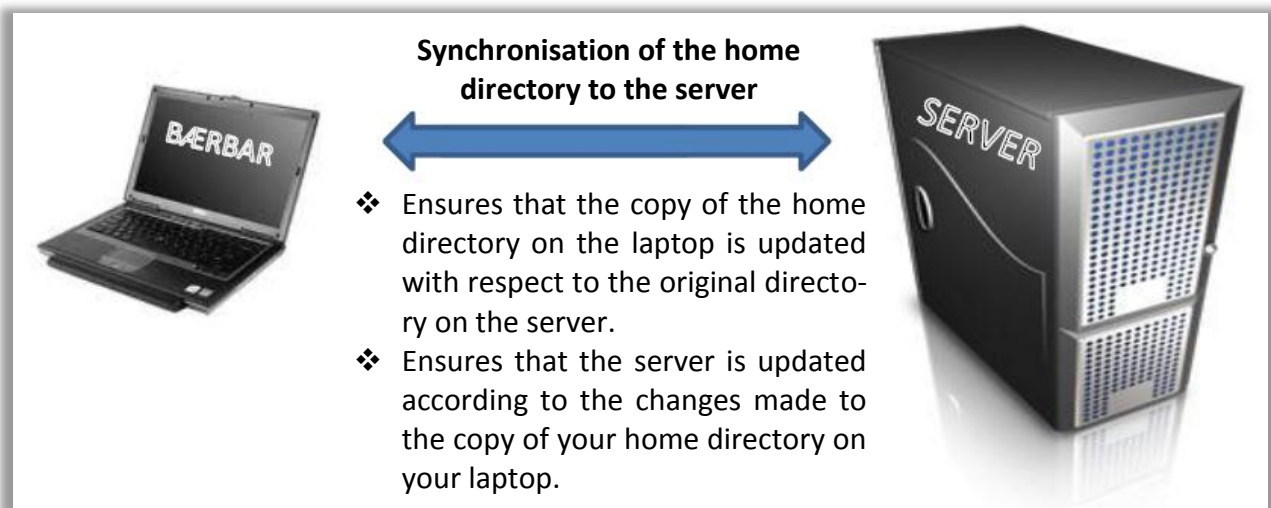 Synchronisation of the home
directory to the server
BÆRBAR
SERVER
❖ Ensures that the copy of the home
directory on the laptop is updated
with respect to the original directo-
ry on the server.
❖ Ensures that the server is updated
according to the changes made to
the copy of your home directory on
your laptop.